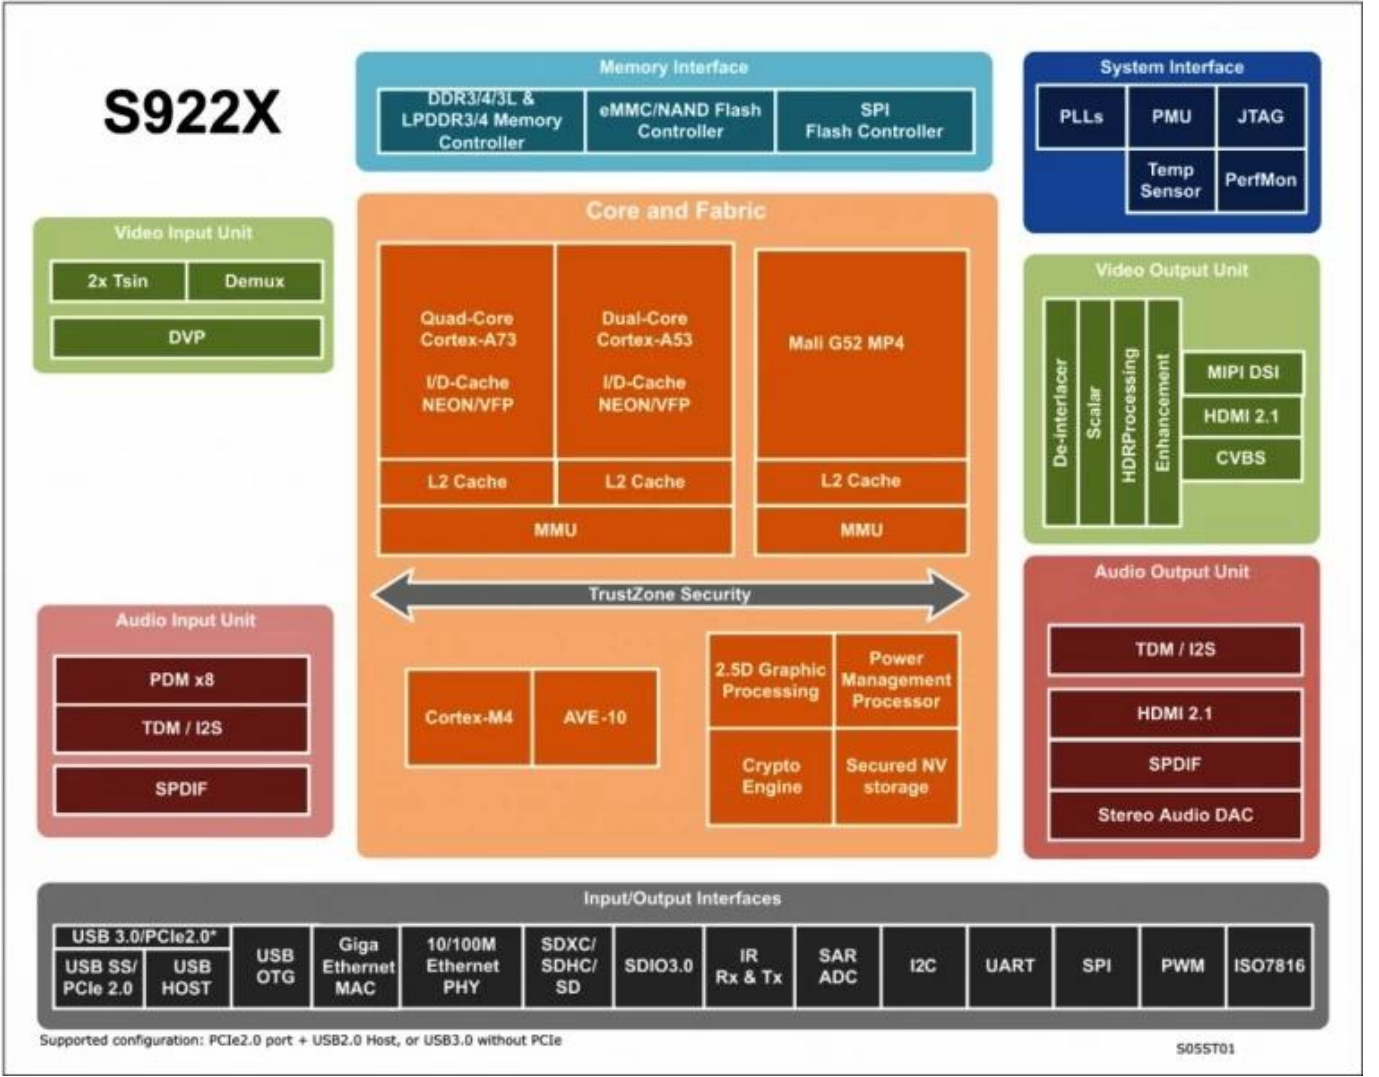 S922X
Memory Interface
DDR3/4/3L &
LPDDR3/4 Memory
Controller
eMMC/NAND Flash
Controller
SPI
Flash Controller
System Interface
PLLs
PMU
JTAG
Temp
Sensor
PerfMon
Video Input Unit
2x Tsin
Demux
DVP
Core and Fabric
Quad-Core
Cortex-A73
I/D-Cache
NEON/VFP
Dual-Core
Cortex-A53
I/D-Cache
NEON/VFP
Mali G52 MP4
L2 Cache
L2 Cache
L2 Cache
MMU
MMU
TrustZone Security
Cortex-M4
AVE-10
2.5D Graphic
Processing
Power
Management
Processor
Crypto
Engine
Secured NV
storage
Video Output Unit
De-interlacer
Scalar
HDRProcessing
Enhancement
MIPI DSI
HDMI 2.1
CVBS
Audio Input Unit
PDM x8
TDM / I2S
SPDIF
Audio Output Unit
TDM / I2S
HDMI 2.1
SPDIF
Stereo Audio DAC
Input/Output Interfaces
USB 3.0/PCIe2.0*
USB SS/
PCIe 2.0
USB
HOST
USB
OTG
Giga
Ethernet
MAC
10/100M
Ethernet
PHY
SDXC/
SDHC/
SD
SDIO3.0
IR
Rx & Tx
SAR
ADC
I2C
UART
SPI
PWM
ISO7816
Supported configuration: PCIe2.0 port + USB2.0 Host, or USB3.0 without PCIe
S05ST01